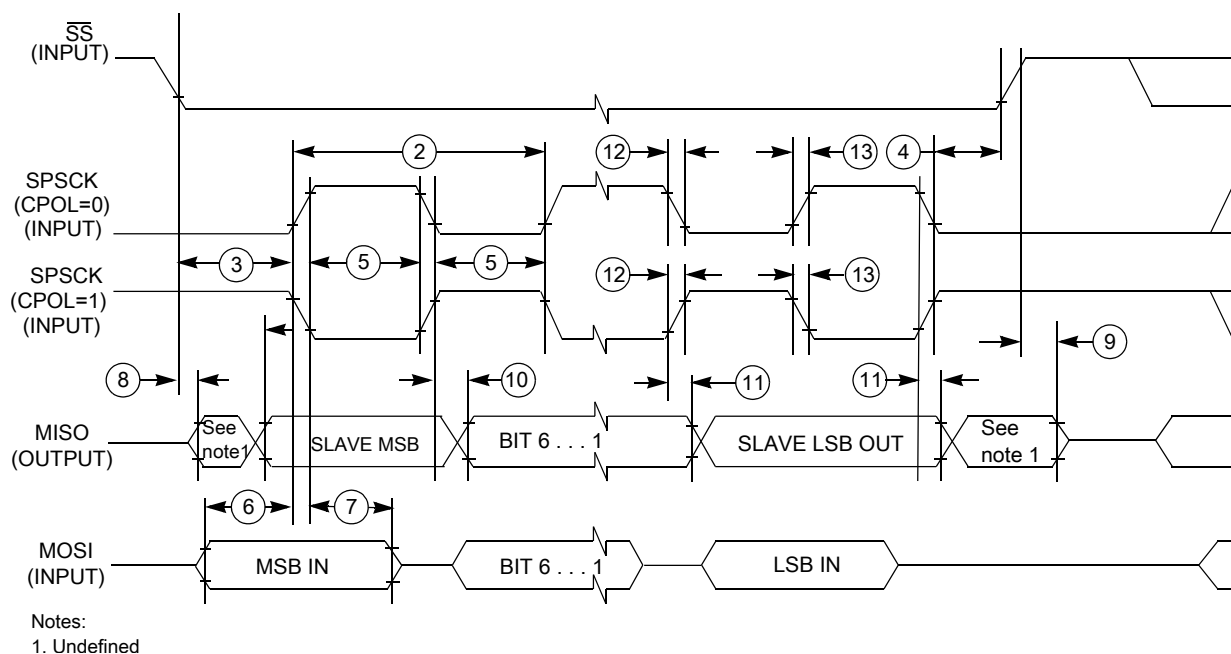 SS
(INPUT)
2
12
13
4
SPSCK
(CPOL=0)
(INPUT)
3
5
5
SPSCK
(CPOL=1)
(INPUT)
12
13
8
10
11
11
9
MISO
(OUTPUT)
See
note1
SLAVE MSB
BIT 6 . . . 1
SLAVE LSB OUT
See
note 1
6
7
MOSI
(INPUT)
MSB IN
BIT 6 . . . 1
LSB IN
Notes:
1. Undefined